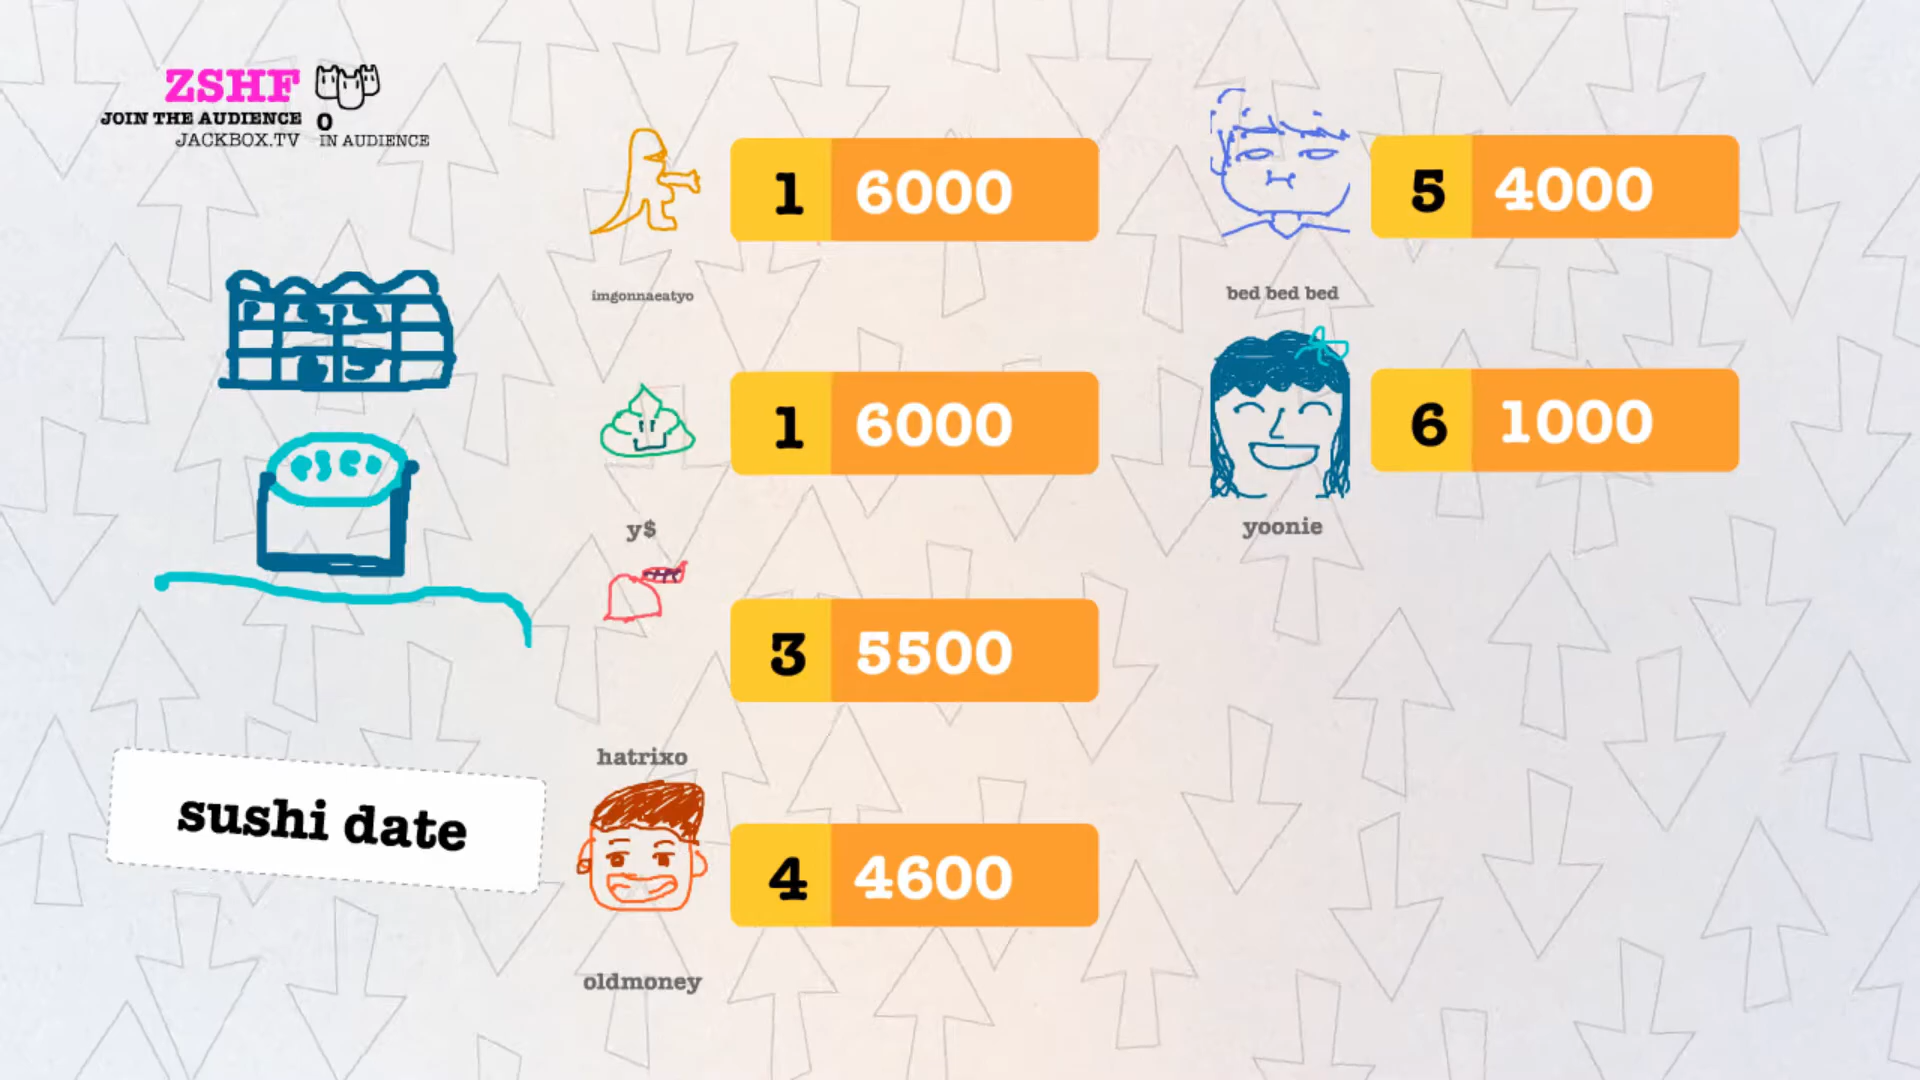 ZSHF
JOIN THE AUDIENCE
JACKBOX.TV
0
IN AUDIENCE
sushi date
1 6000
imgonnaeatyo
1 6000
y$
3 5500
hatrixo
4 4600
oldmoney
5 4000
bed bed bed
6 1000
yoonie